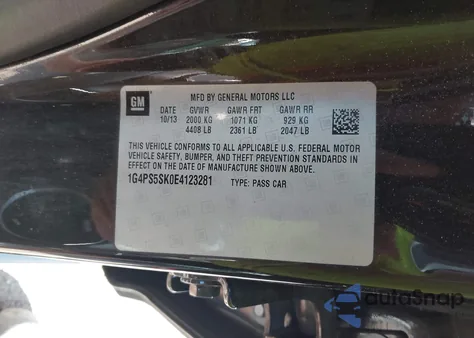 GM
MFD BY GENERAL MOTORS LLC
DATE GVWR GAWR FRT GAWR RR
10/13 2000 KG 1071 KG 929 KG
4408 LB 2361 LB 2047 LB
THIS VEHICLE CONFORMS TO ALL APPLICABLE U.S. FEDERAL MOTOR
VEHICLE SAFETY, BUMPER, AND THEFT PREVENTION STANDARDS IN
EFFECT ON THE DATE OF MANUFACTURE SHOWN ABOVE.
1G4PS5SK0E4123281 TYPE: PASS CAR
autoSnap